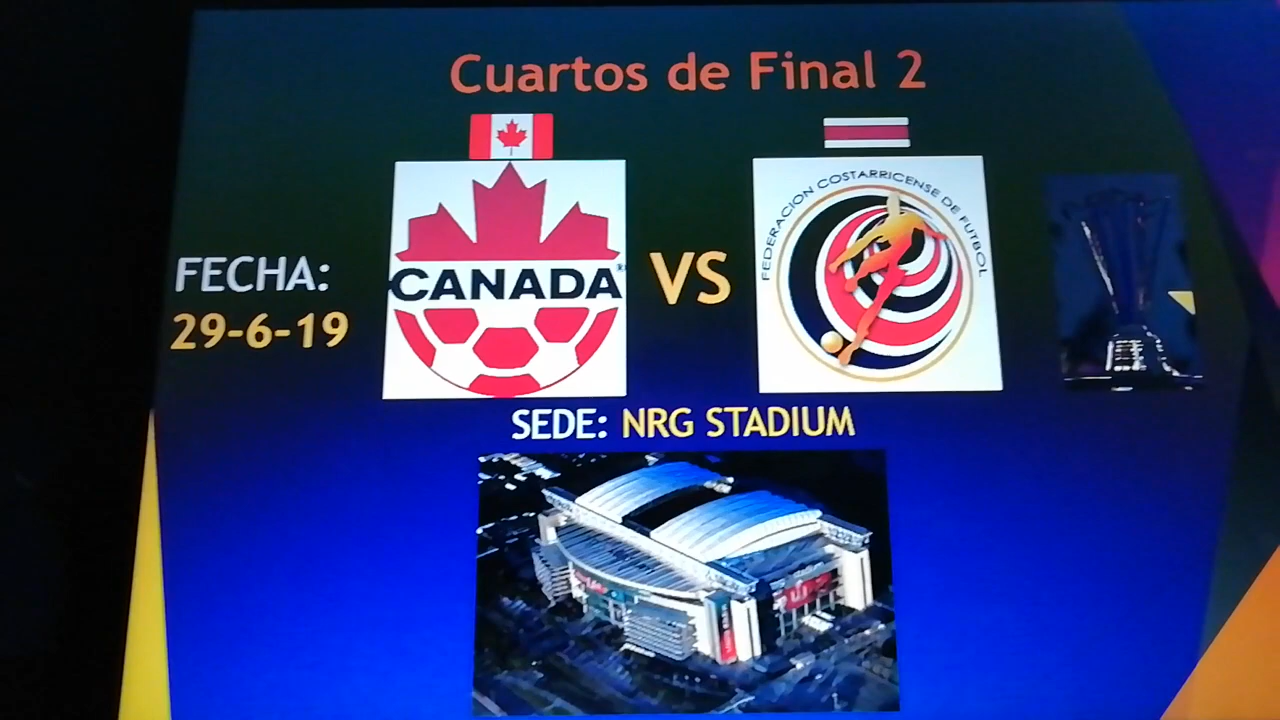 Cuartos de Final 2
FECHA:
29-6-19
CANADA®
VS
FEDERACION COSTARRICENSE DE FUTBOL
SEDE: NRG STADIUM